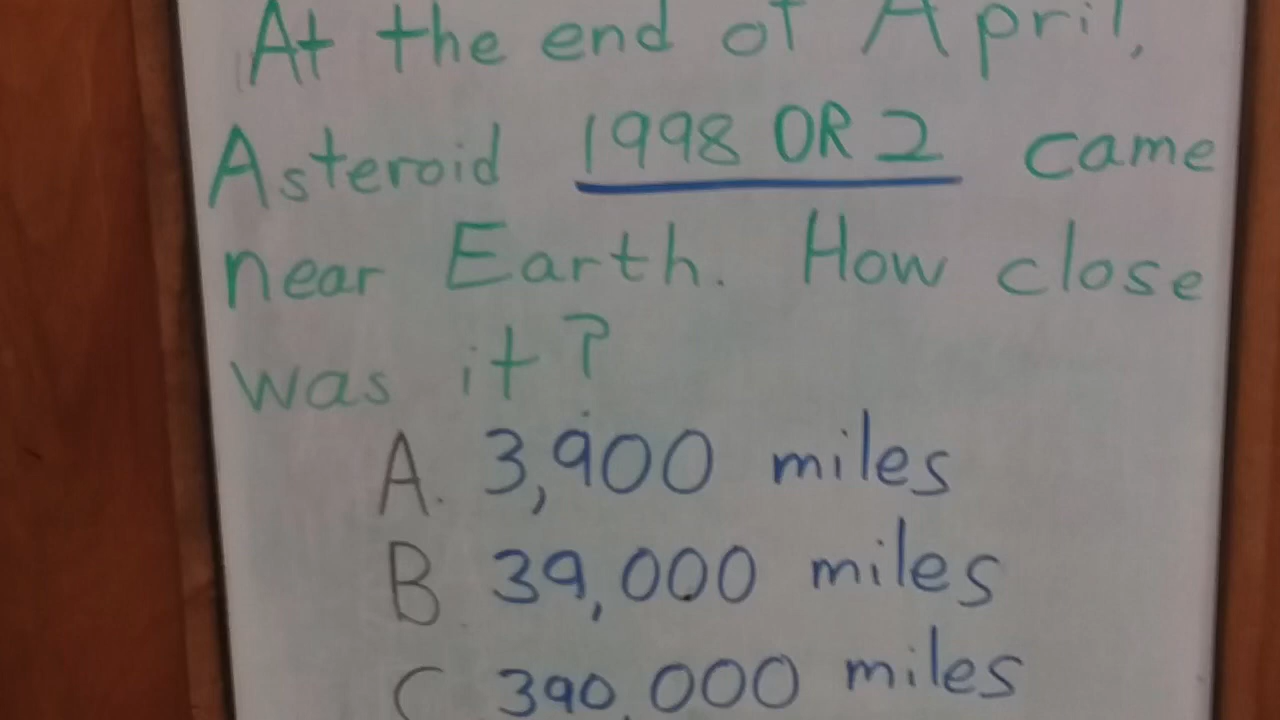 At the end of April,
Asteroid 1998 OR 2 came
near Earth. How close
was it?
A. 3,900 miles
B. 39,000 miles
C 390,000 miles